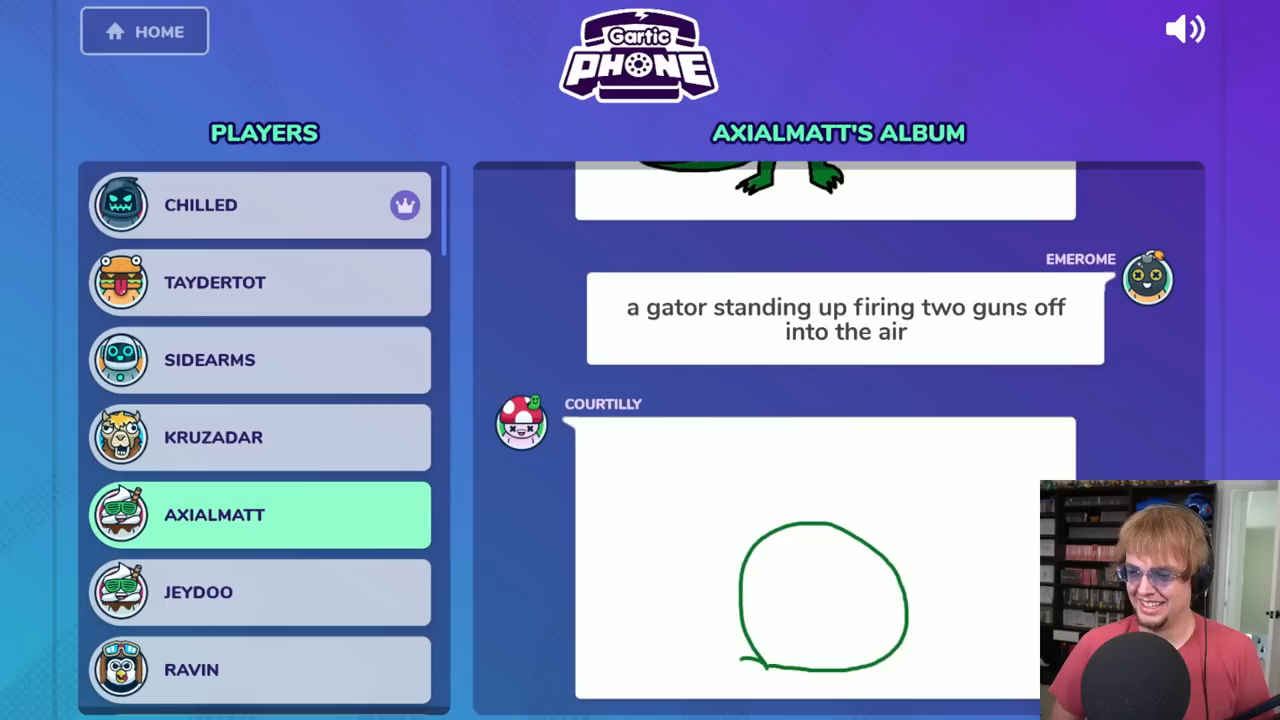 HOME
Gartic
PHONE
PLAYERS
AXIALMATT'S ALBUM
CHILLED
TAYDERTOT
SIDEARMS
KRUZADAR
AXIALMATT
JEYDOO
RAVIN
EMEROME
a gator standing up firing two guns off
into the air
COURTILLY